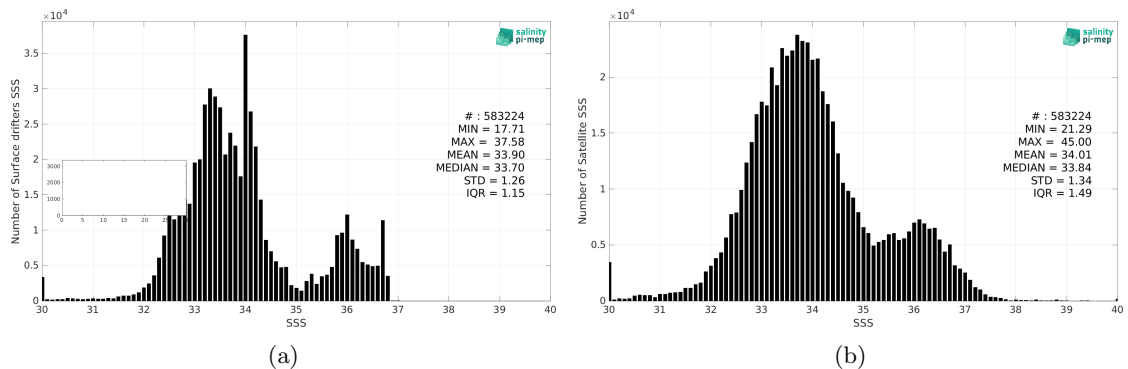 ×10⁴
3.5
3
2.5
2
1.5
1
0.5
0
30 31 32 33 34 35 36 37 38 39 40
SSS
Number of Surface drifters SSS
3000
2000
1000
0
0 5 10 15 20 25
salinity
pi-mep
# : 583224
MIN = 17.71
MAX = 37.58
MEAN = 33.90
MEDIAN = 33.70
STD = 1.26
IQR = 1.15
(a)
×10⁴
2
1.5
1
0.5
0
30 31 32 33 34 35 36 37 38 39 40
SSS
Number of Satellite SSS
salinity
pi-mep
# : 583224
MIN = 21.29
MAX = 45.00
MEAN = 34.01
MEDIAN = 33.84
STD = 1.34
IQR = 1.49
(b)